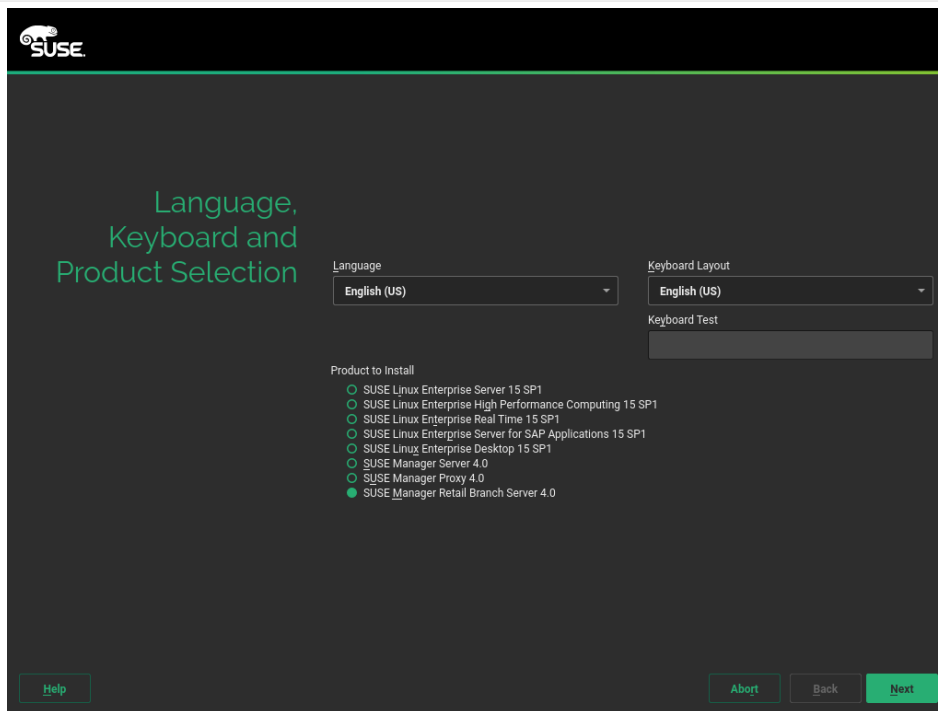 SUSE.
Language,
Keyboard and
Product Selection
Language
Keyboard Layout
English (US)
English (US)
Keyboard Test
Product to Install
SUSE Linux Enterprise Server 15 SP1
SUSE Linux Enterprise High Performance Computing 15 SP1
SUSE Linux Enterprise Real Time 15 SP1
SUSE Linux Enterprise Server for SAP Applications 15 SP1
SUSE Linux Enterprise Desktop 15 SP1
SUSE Manager Server 4.0
SUSE Manager Proxy 4.0
SUSE Manager Retail Branch Server 4.0
Help
Abort
Back
Next